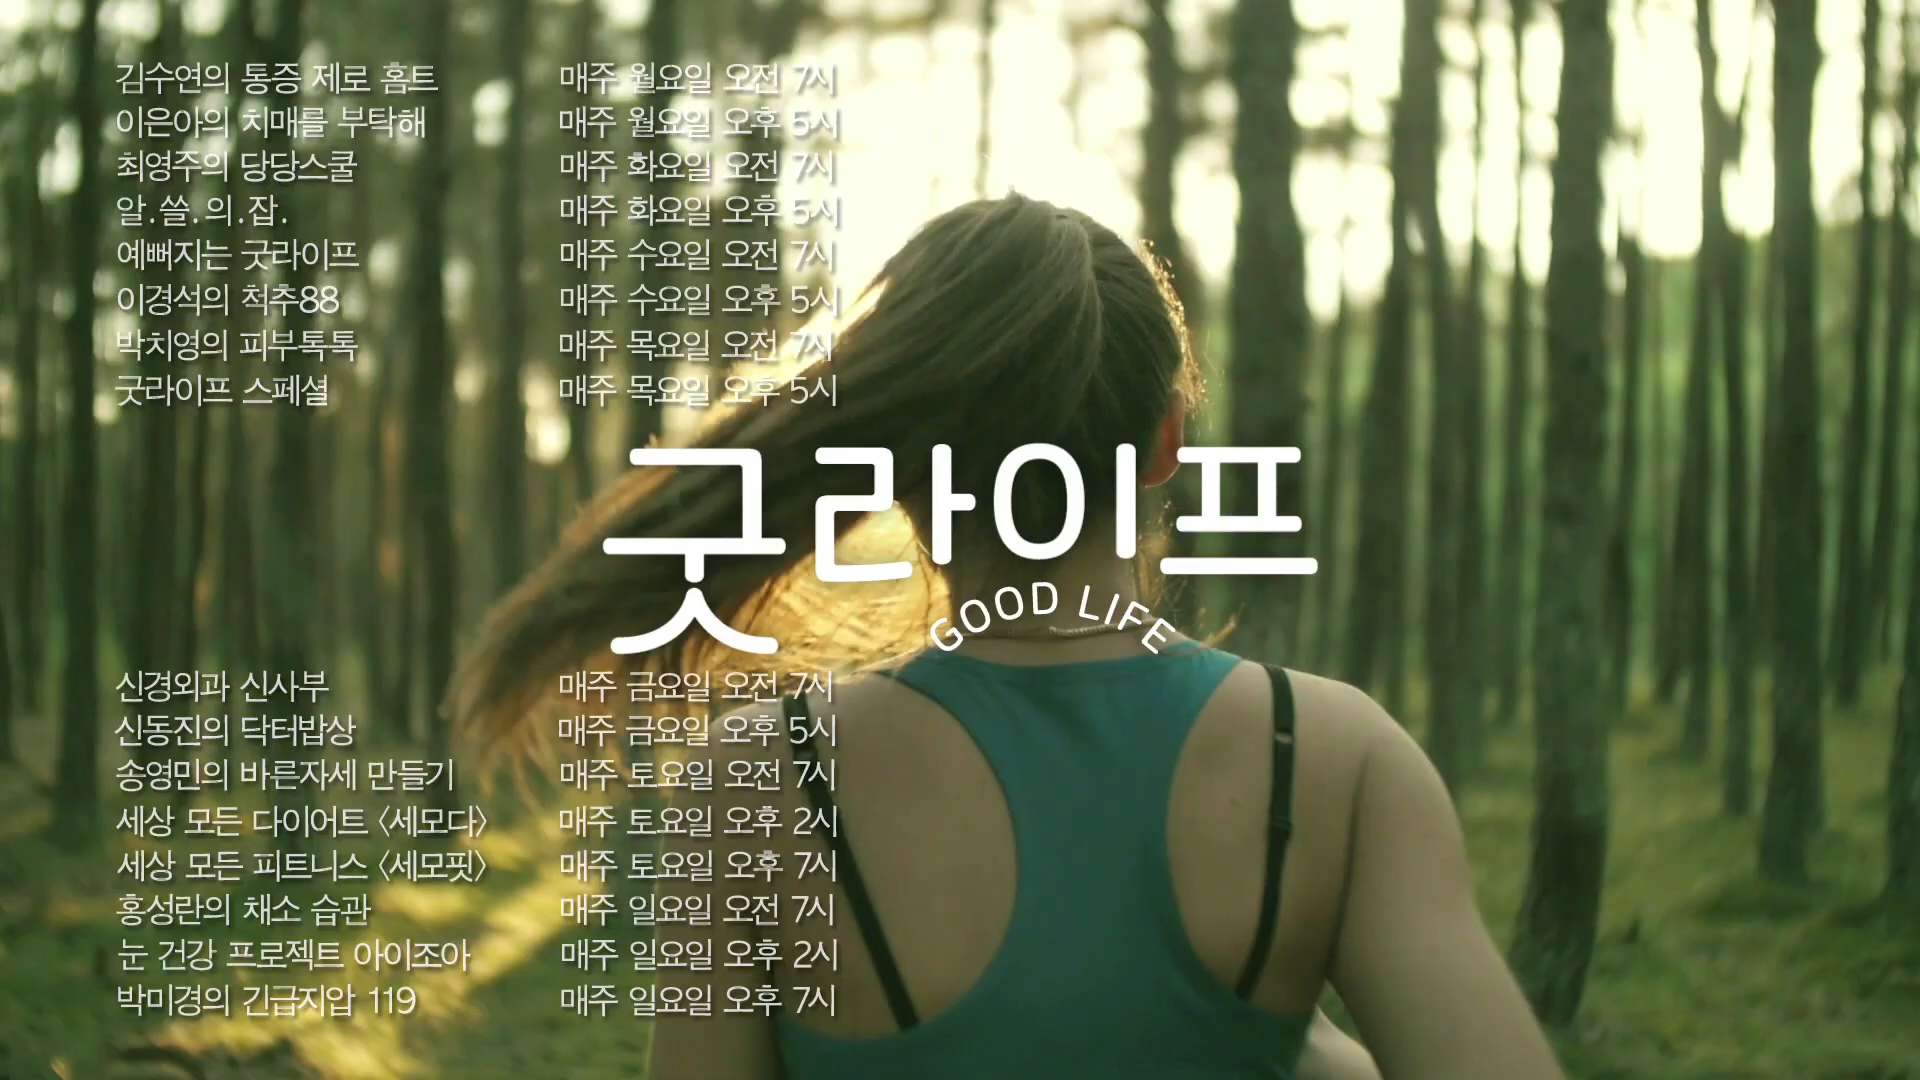 김수연의 통증 제로 홈트 매주 월요일 오전 7시
이은아의 치매를 부탁해 매주 월요일 오후 5시
최영주의 당당스쿨 매주 화요일 오전 7시
알.쓸.의.잡. 매주 화요일 오후 5시
예뻐지는 굿라이프 매주 수요일 오전 7시
이경석의 척추88 매주 수요일 오후 5시
박치영의 피부톡톡 매주 목요일 오전 7시
굿라이프 스페셜 매주 목요일 오후 5시
굿라이프
GOOD LIFE
신경외과 신사부 매주 금요일 오전 7시
신동진의 닥터밥상 매주 금요일 오후 5시
송영민의 바른자세 만들기 매주 토요일 오전 7시
세상 모든 다이어트 〈세모다〉 매주 토요일 오후 2시
세상 모든 피트니스 〈세모핏〉 매주 토요일 오후 7시
홍성란의 채소 습관 매주 일요일 오전 7시
눈 건강 프로젝트 아이조아 매주 일요일 오후 2시
박미경의 긴급지압 119 매주 일요일 오후 7시